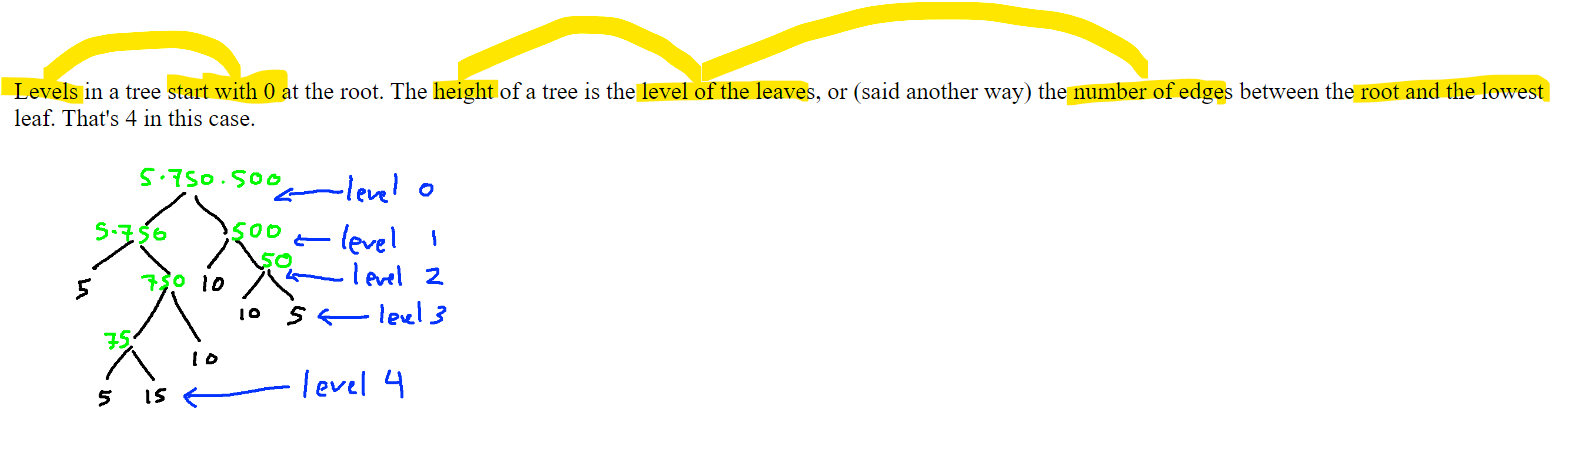 Levels in a tree start with 0 at the root. The height of a tree is the level of the leaves, or (said another way) the number of edges between the root and the lowest
leaf. That's 4 in this case.
5·750·500
level 0
5·750
500
level 1
50
5
750
10
level 2
10
5
level 3
75
10
5
15
level 4